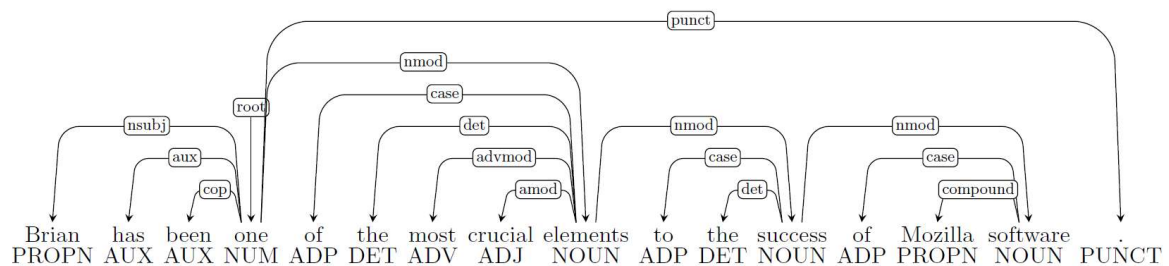 punct
nmod
case
root
nsubj det nmod nmod
aux advmod case case
cop amod det compound
Brian has been one of the most crucial elements to the success of Mozilla software .
PROPN AUX AUX NUM ADP DET ADV ADJ NOUN ADP DET NOUN ADP PROPN NOUN PUNCT